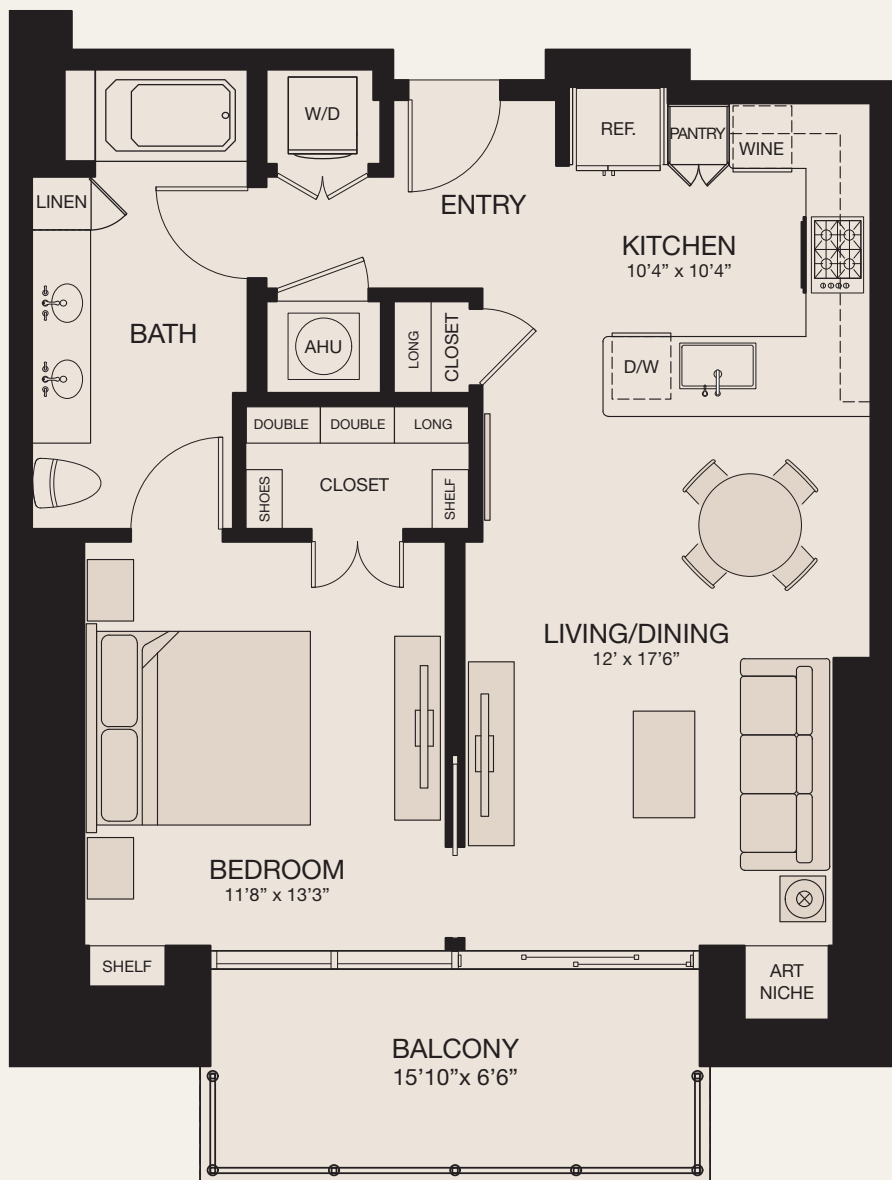 W/D
REF.
PANTRY
WINE
LINEN
ENTRY
KITCHEN
10'4” x 10'4”
BATH
AHU
LONG
CLOSET
D/W
DOUBLE
DOUBLE
LONG
SHOES
CLOSET
SHELF
LIVING/DINING
12' x 17'6”
BEDROOM
11'8” x 13'3”
SHELF
ART
NICHE
BALCONY
15'10”x 6'6”